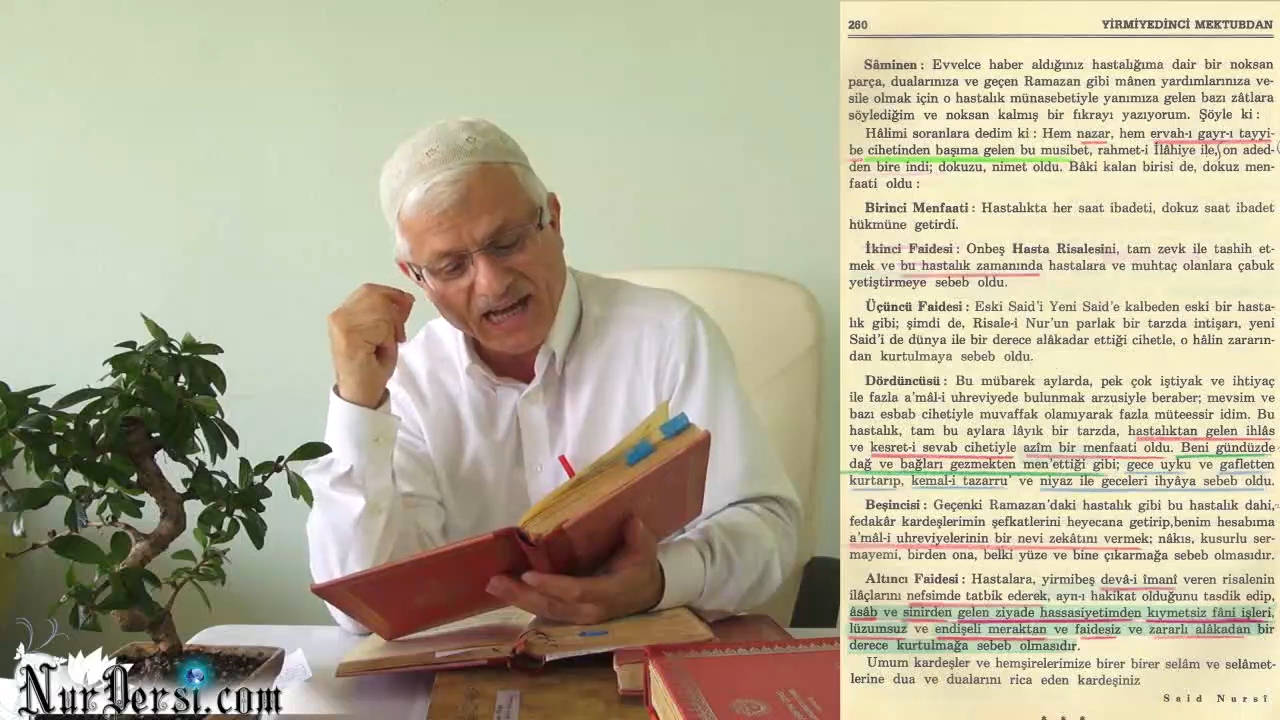 260 YİRMİYEDİNCİ MEKTUBDAN
Sâminen : Evvelce haber aldığınız hastalığıma dair bir noksan
parça, dualarınıza ve geçen Ramazan gibi mânen yardımlarınıza ve-
sile olmak için o hastalık münasebetiyle yanımıza gelen bazı zâtlara
söylediğim ve noksan kalmış bir fıkrayı yazıyorum. Şöyle ki :
Hâlimi soranlara dedim ki : Hem nazar, hem ervah-ı gayr-ı tayyi-
be cihetinden başıma gelen bu musibet, rahmet-i İlâhiye ile, on aded-
den bire indi; dokuzu, nimet oldu. Bâki kalan birisi de, dokuz men-
faati oldu :
Birinci Menfaati : Hastalıkta her saat ibadeti, dokuz saat ibadet
hükmüne getirdi.
İkinci Faidesi : Onbeş Hasta Risalesini, tam zevk ile tashih et-
mek ve bu hastalık zamanında hastalara ve muhtaç olanlara çabuk
yetiştirmeye sebeb oldu.
Üçüncü Faidesi : Eski Said'i Yeni Said'e kalbeden eski bir hasta-
lık gibi; şimdi de, Risale-i Nur'un parlak bir tarzda intişarı, yeni
Said'i de dünya ile bir derece alâkadar ettiği cihetle, o hâlin zararın-
dan kurtulmaya sebeb oldu.
Dördüncüsü : Bu mübarek aylarda, pek çok iştiyak ve ihtiyaç
ile fazla a'mâl-i uhreviyede bulunmak arzusiyle beraber; mevsim ve
bazı esbab cihetiyle muvaffak olamıyarak fazla müteessir idim. Bu
hastalık, tam bu aylara lâyık bir tarzda, hastalıktan gelen ihlâs
ve kesret-i sevab cihetiyle azîm bir menfaati oldu. Beni gündüzde
dağ ve bağları gezmekten men'ettiği gibi; gece uyku ve gafletten
kurtarıp, kemal-i tazarru' ve niyaz ile geceleri ihyâya sebeb oldu.
Beşincisi : Geçenki Ramazan'daki hastalık gibi bu hastalık dahi,
fedakâr kardeşlerimin şefkatlerini heyecana getirip,benim hesabıma
a'mâl-i uhreviyelerinin bir nevi zekâtını vermek; nâkıs, kusurlu ser-
mayemi, birden ona, belki yüze ve bine çıkarmağa sebeb olmasıdır.
Altıncı Faidesi : Hastalara, yirmibeş devâ-i îmanî veren risalenin
ilâçlarını nefsimde tatbik ederek, ayn-ı hakikat olduğunu tasdik edip,
âsâb ve sinirden gelen ziyade hassasiyetimden kıymetsiz fâni işleri,
lüzumsuz ve endişeli meraktan ve faidesiz ve zararlı alâkadan bir
derece kurtulmağa sebeb olmasıdır.
Umum kardeşler ve hemşirelerimize birer birer selâm ve selâmet-
lerine dua ve dualarını rica eden kardeşiniz
Said Nursî
* * *
NurDersi.com